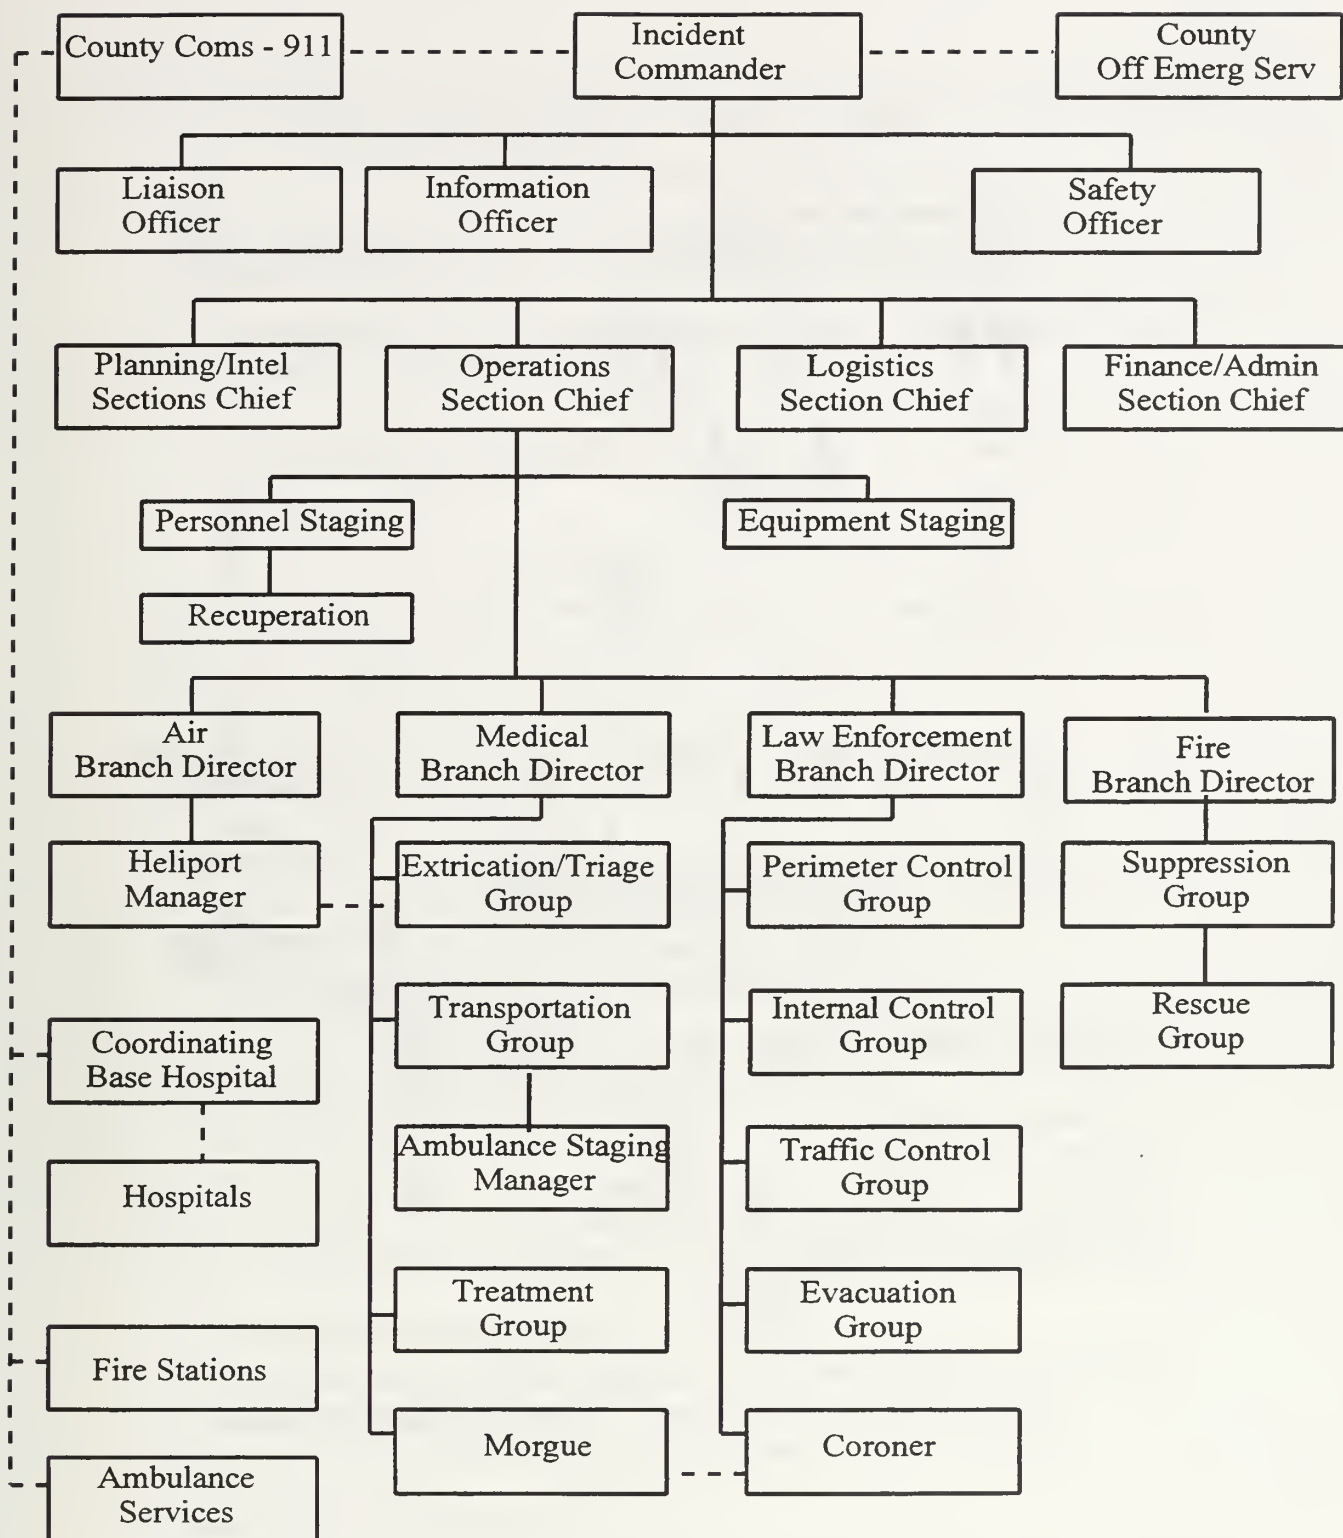 County Coms - 911
Incident
Commander
County
Off Emerg Serv
Liaison
Officer
Information
Officer
Safety
Officer
Planning/Intel
Sections Chief
Operations
Section Chief
Logistics
Section Chief
Finance/Admin
Section Chief
Personnel Staging
Equipment Staging
Recuperation
Air
Branch Director
Medical
Branch Director
Law Enforcement
Branch Director
Fire
Branch Director
Heliport
Manager
Extrication/Triage
Group
Perimeter Control
Group
Suppression
Group
Coordinating
Base Hospital
Transportation
Group
Internal Control
Group
Rescue
Group
Hospitals
Ambulance Staging
Manager
Traffic Control
Group
Fire Stations
Treatment
Group
Evacuation
Group
Ambulance
Services
Morgue
Coroner